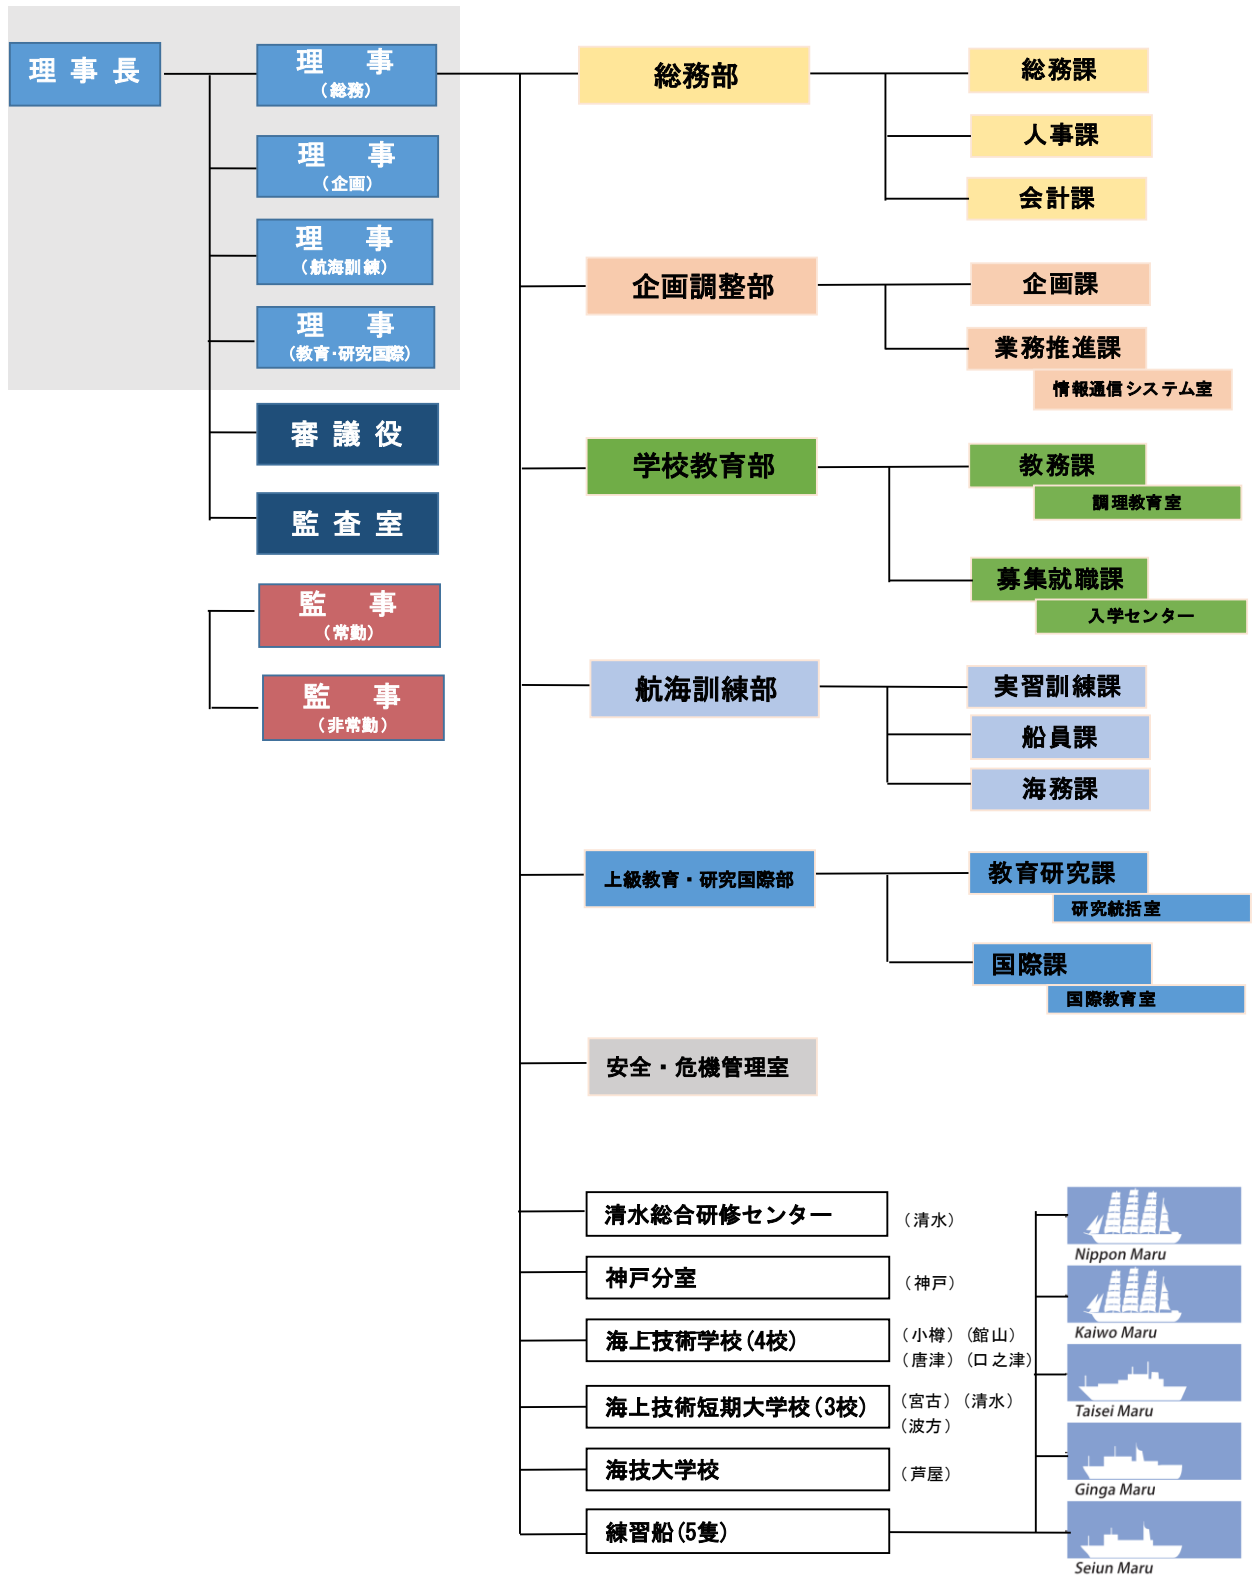 理事長
理　事
（総務）
理　事
（企画）
理　事
（航海訓練）
理　事
（教育・研究国際）
審議役
監査室
監　事
（常勤）
監　事
（非常勤）
総務部
総務課
人事課
会計課
企画調整部
企画課
業務推進課
情報通信システム室
学校教育部
教務課
調理教育室
募集就職課
入学センター
航海訓練部
実習訓練課
船員課
海務課
上級教育・研究国際部
教育研究課
研究統括室
国際課
国際教育室
安全・危機管理室
清水総合研修センター
（清水）
神戸分室
（神戸）
海上技術学校(4校)
（小樽）（館山）
（唐津）（口之津）
海上技術短期大学校(3校)
（宮古）（清水）
（波方）
海技大学校
（芦屋）
練習船(5隻)
Nippon Maru
Kaiwo Maru
Taisei Maru
Ginga Maru
Seiun Maru